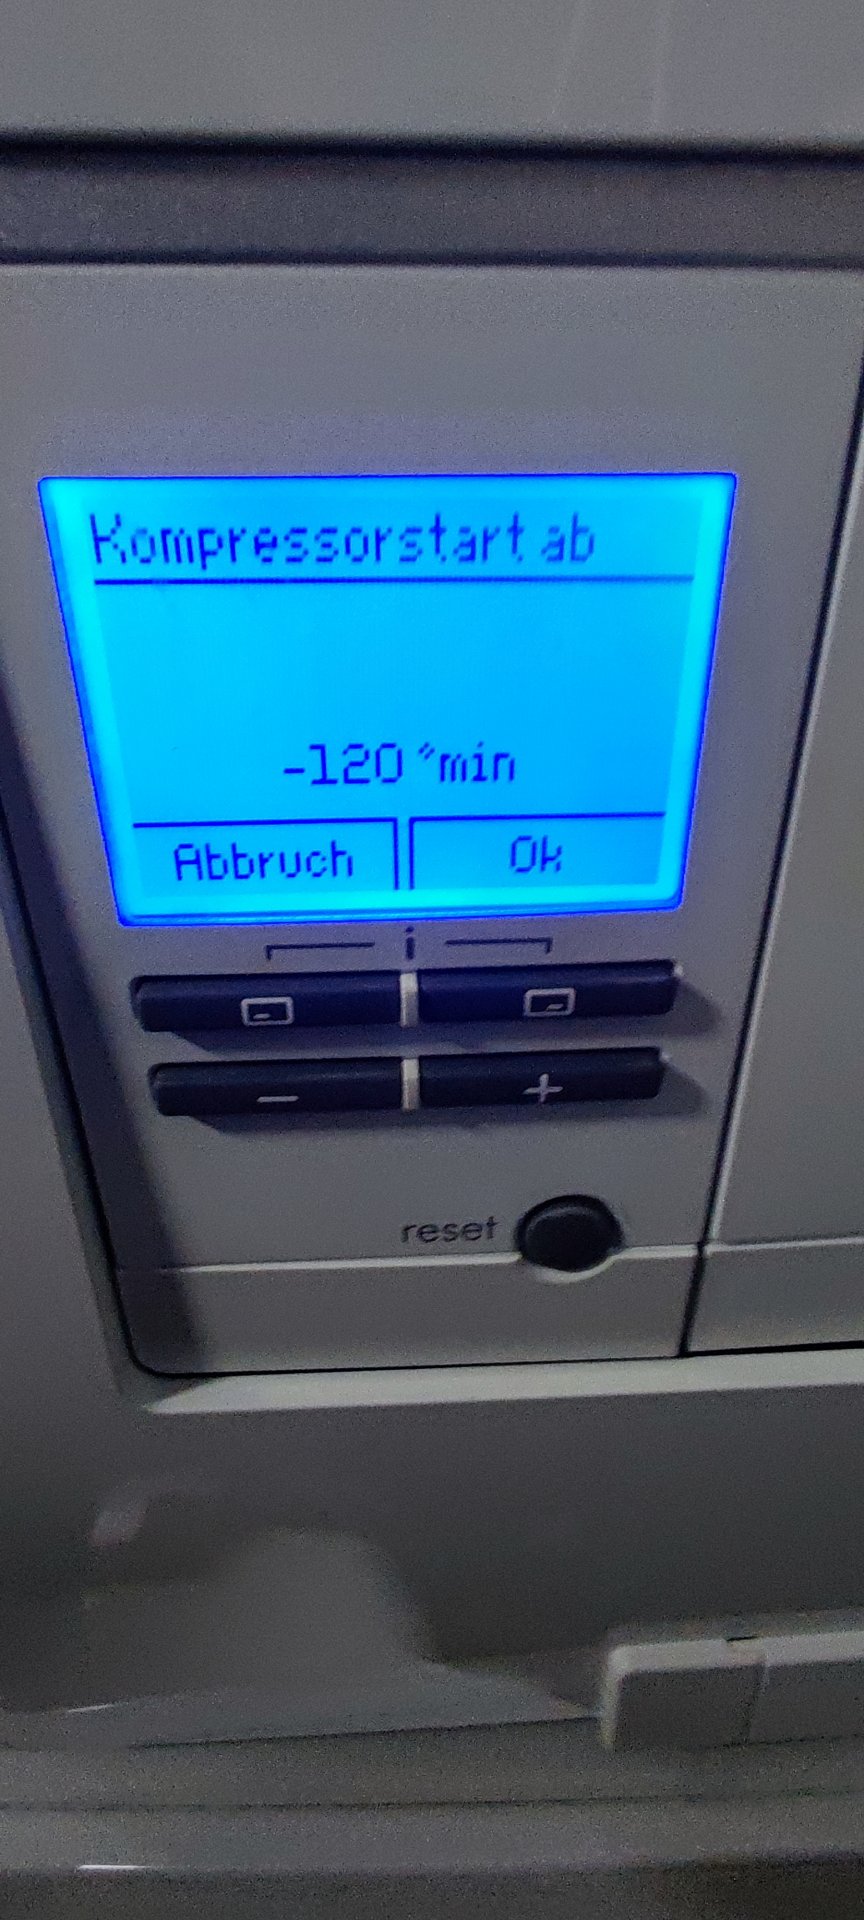 Kompressorstart ab
-120 °min
Abbruch Ok
i
- +
reset